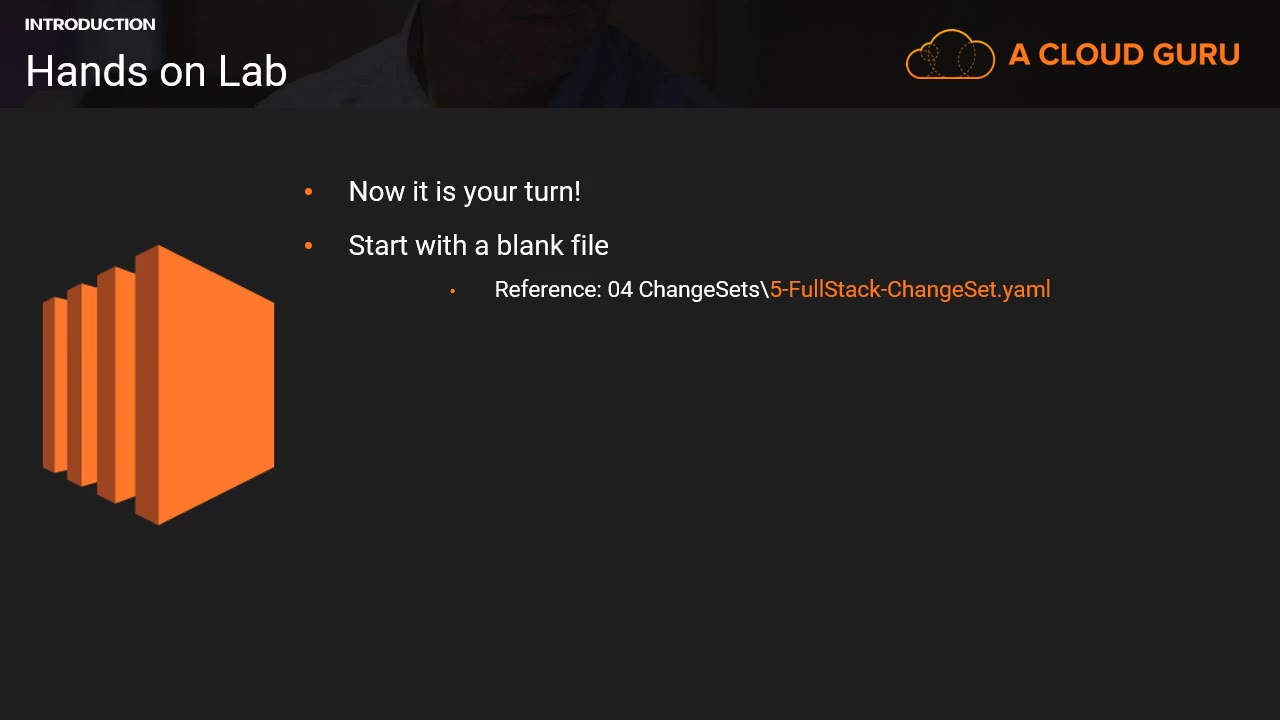 INTRODUCTION
Hands on Lab
A CLOUD GURU
• Now it is your turn!
• Start with a blank file
• Reference: 04 ChangeSets\5-FullStack-ChangeSet.yaml